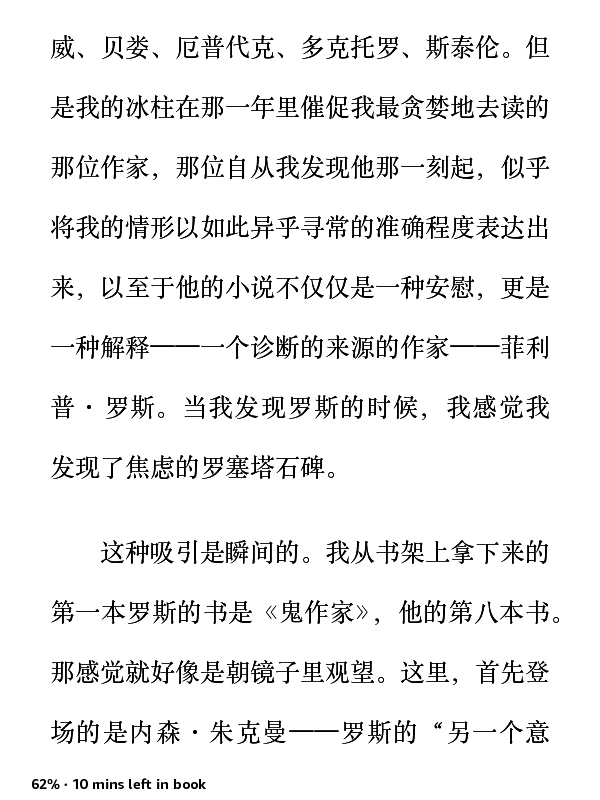 威、贝娄、厄普代克、多克托罗、斯泰伦。但
是我的冰柱在那一年里催促我最贪婪地去读的
那位作家，那位自从我发现他那一刻起，似乎
将我的情形以如此异乎寻常的准确程度表达出
来，以至于他的小说不仅仅是一种安慰，更是
一种解释——一个诊断的来源的作家——菲利
普·罗斯。当我发现罗斯的时候，我感觉我
发现了焦虑的罗塞塔石碑。
这种吸引是瞬间的。我从书架上拿下来的
第一本罗斯的书是《鬼作家》，他的第八本书。
那感觉就好像是朝镜子里观望。这里，首先登
场的是内森·朱克曼——罗斯的“另一个意
62% · 10 mins left in book